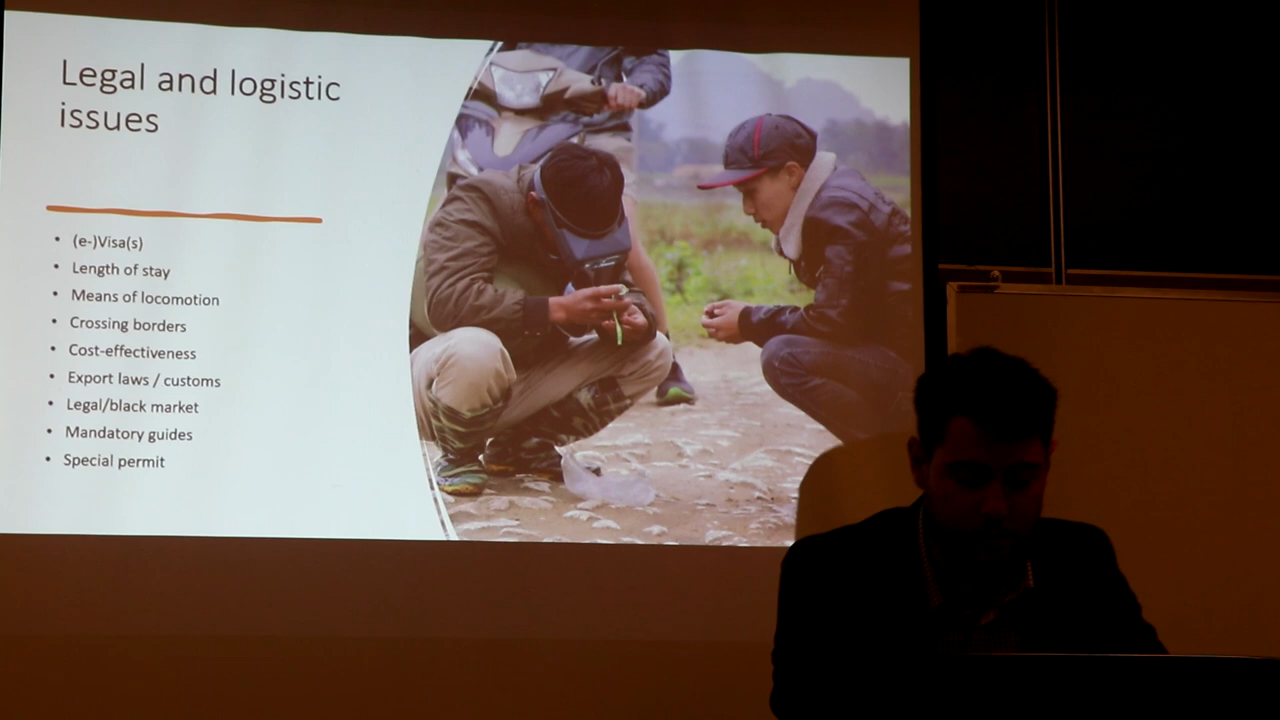 Legal and logistic
issues
• (e-)Visa(s)
• Length of stay
• Means of locomotion
• Crossing borders
• Cost-effectiveness
• Export laws / customs
• Legal/black market
• Mandatory guides
• Special permit